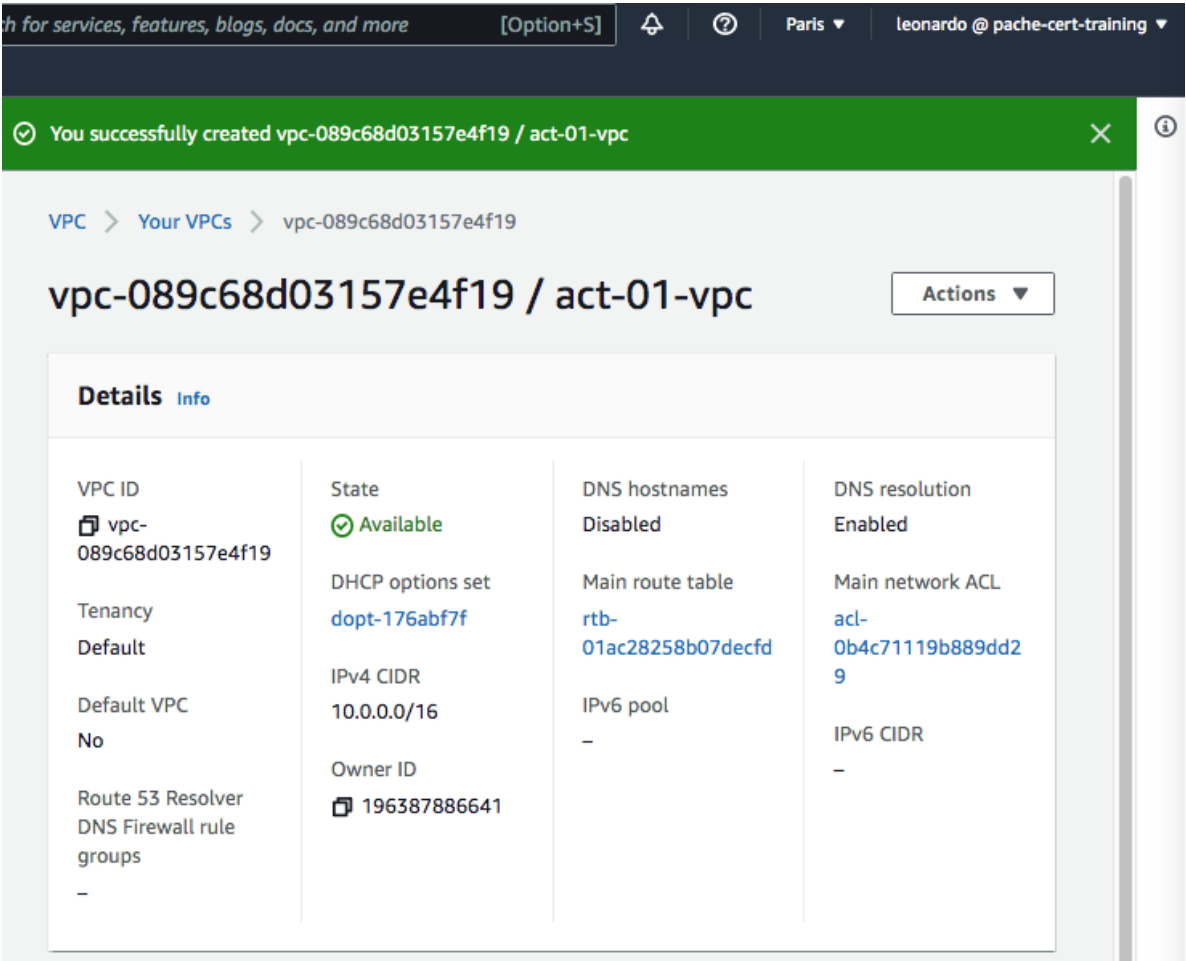 ch for services, features, blogs, docs, and more [Option+S] Paris ▼ leonardo @ pache-cert-training ▼
You successfully created vpc-089c68d03157e4f19 / act-01-vpc
VPC > Your VPCs > vpc-089c68d03157e4f19
vpc-089c68d03157e4f19 / act-01-vpc
Actions ▼
Details Info
VPC ID
vpc-
089c68d03157e4f19
Tenancy
Default
Default VPC
No
Route 53 Resolver
DNS Firewall rule
groups
–
State
Available
DHCP options set
dopt-176abf7f
IPv4 CIDR
10.0.0.0/16
Owner ID
196387886641
DNS hostnames
Disabled
Main route table
rtb-
01ac28258b07decfd
IPv6 pool
–
DNS resolution
Enabled
Main network ACL
acl-
0b4c71119b889dd2
9
IPv6 CIDR
–